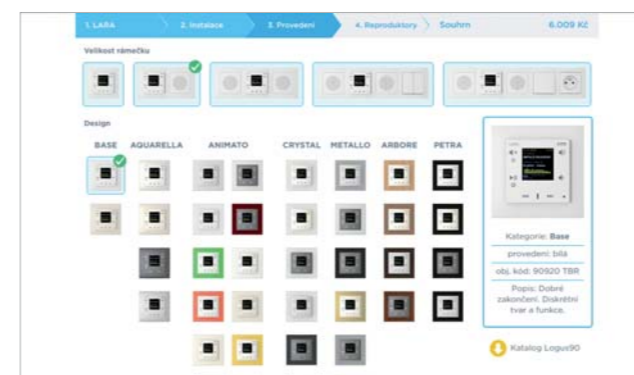 1. LARA
2. Instalace
3. Provedení
4. Reproduktory
Souhrn
6.009 Kč
Velikost rámečku
Design
BASE AQUARELLA ANIMATO CRYSTAL METALLO ARBORE PETRA
Kategorie: Base
provedení: bílá
obj. kód: 90920 TBR
Popis: Dobré
zakončení. Diskrétní
tvar a funkce.
Katalog Logus90